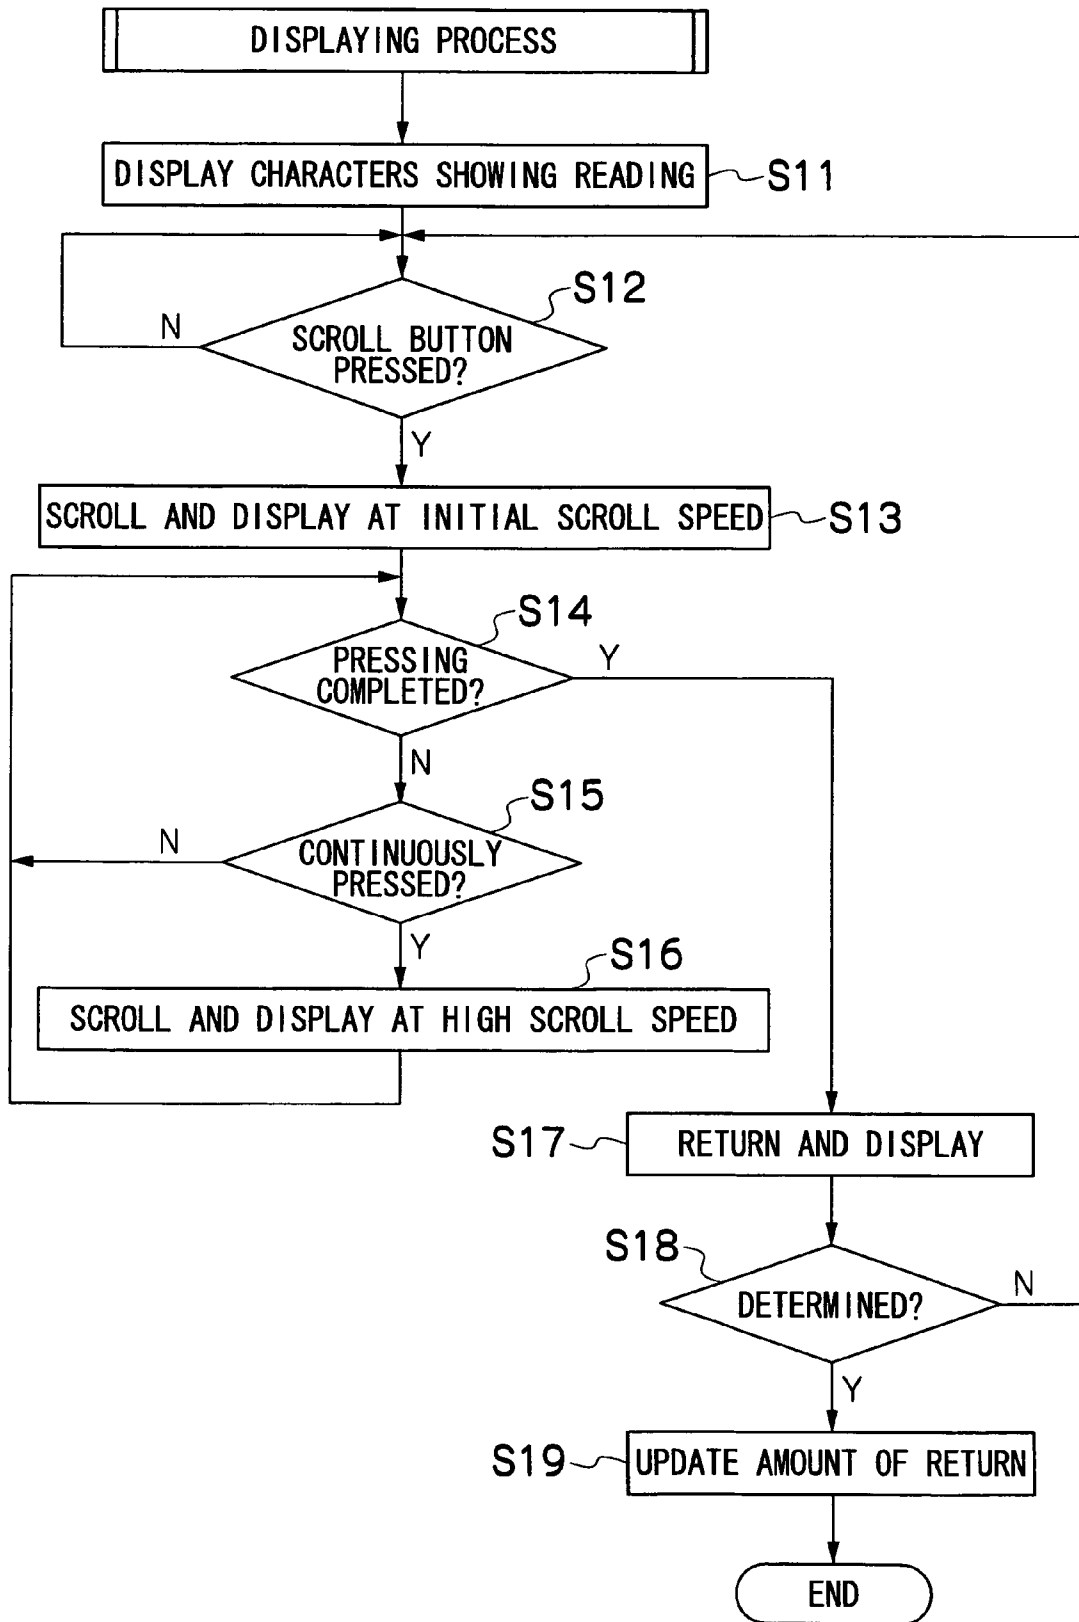 DISPLAYING PROCESS
DISPLAY CHARACTERS SHOWING READING
S11
S12
N
SCROLL BUTTON
PRESSED?
Y
SCROLL AND DISPLAY AT INITIAL SCROLL SPEED
S13
S14
PRESSING
COMPLETED?
Y
N
S15
N
CONTINUOUSLY
PRESSED?
Y
S16
SCROLL AND DISPLAY AT HIGH SCROLL SPEED
S17
RETURN AND DISPLAY
S18
DETERMINED?
N
Y
S19
UPDATE AMOUNT OF RETURN
END